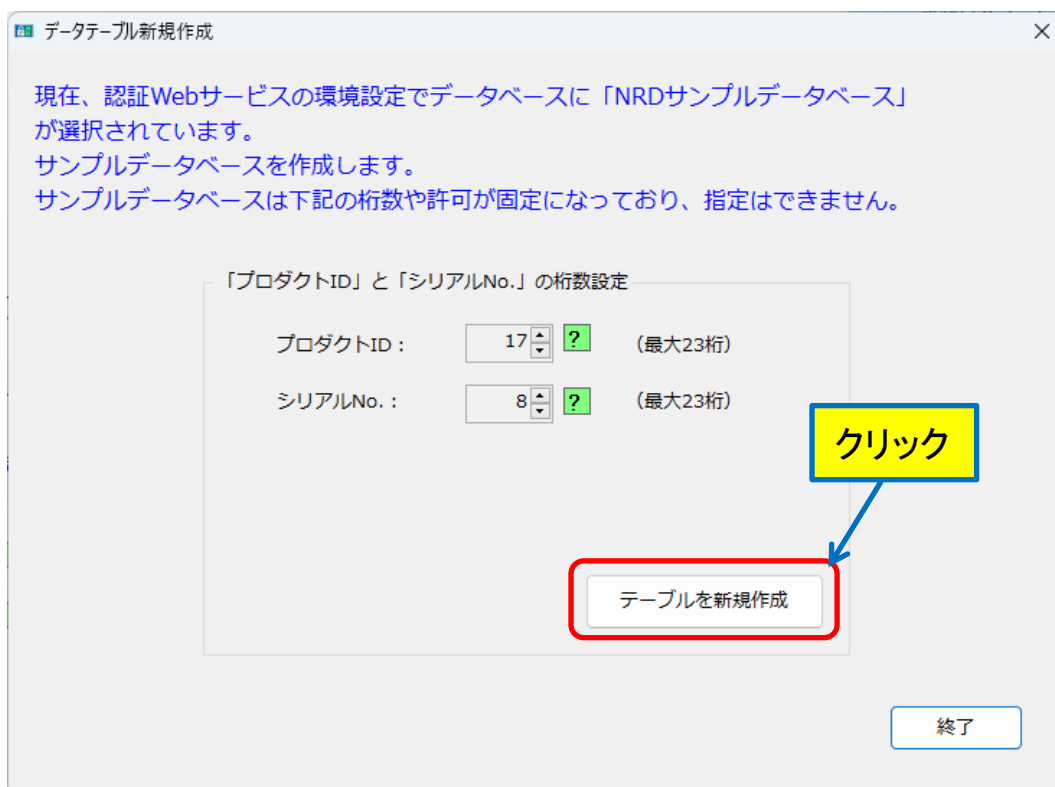 データテーブル新規作成
現在、認証Webサービスの環境設定でデータベースに「NRDサンプルデータベース」
が選択されています。
サンプルデータベースを作成します。
サンプルデータベースは下記の桁数や許可が固定になっており、指定はできません。
「プロダクトID」と「シリアルNo.」の桁数設定
プロダクトID： 17 ? （最大23桁）
シリアルNo.： 8 ? （最大23桁）
クリック
テーブルを新規作成
終了